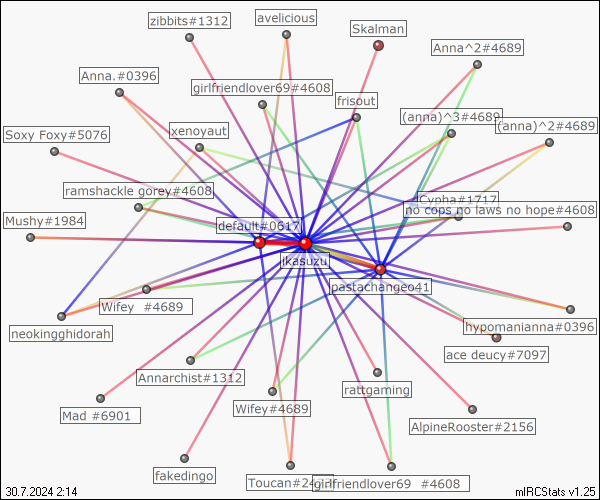 zibbits#1312
avelicious
Skalman
Anna^2#4689
Anna.#0396
girlfriendlover69#4608
frisout
(anna)^3#4689
(anna)^2#4689
xenoyaut
Soxy Foxy#5076
ramshackle gorey#4608
Cypha#1717
no cops no laws no hope#4608
Mushy#1984
default#0617
jkasuzu
pastachangeo41
Wifey #4689
neokingghidorah
hypomanianna#0396
ace deucy#7097
Annarchist#1312
rattgaming
Mad #6901
Wifey#4689
AlpineRooster#2156
fakedingo
Toucan#24
girlfriendlover69 #4608
30.7.2024 2:14
mIRCStats v1.25